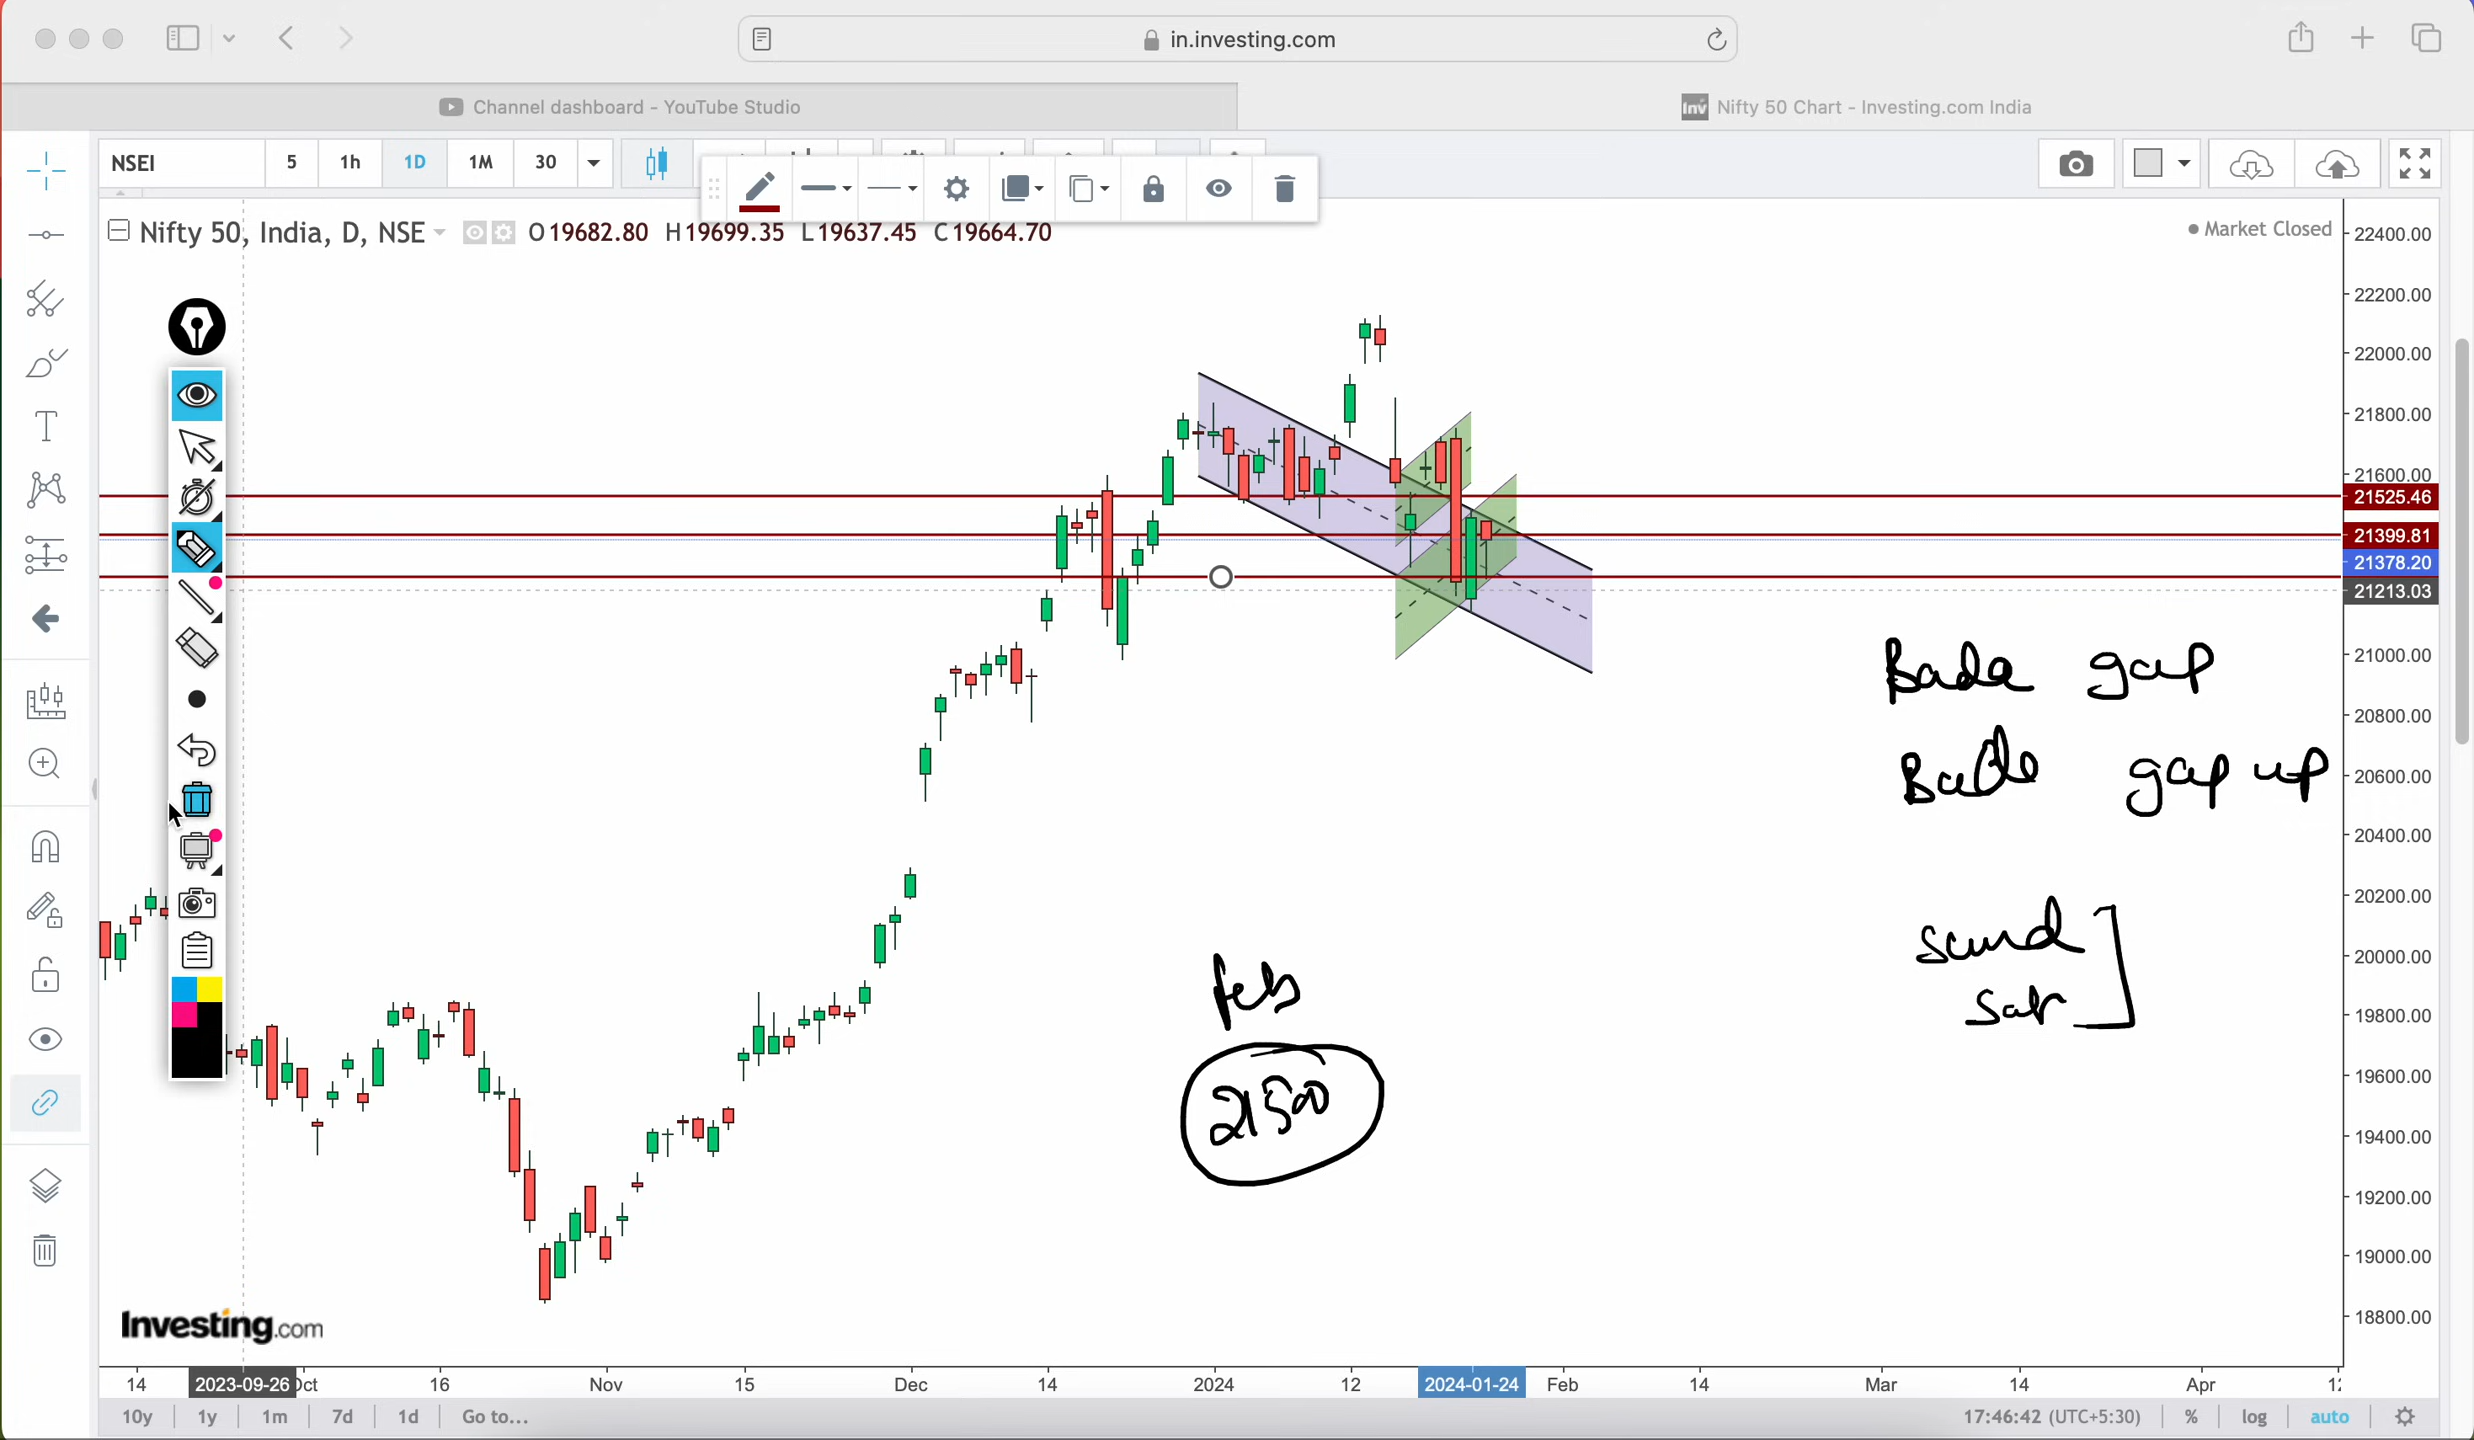 in.investing.com
Channel dashboard - YouTube Studio
Inv Nifty 50 Chart - Investing.com India
NSEI 5 1h 1D 1M 30
Nifty 50, India, D, NSE O19682.80 H19699.35 L19637.45 C19664.70
Market Closed
22400.00
22200.00
22000.00
21800.00
21600.00
21525.46
21399.81
21378.20
21213.03
21000.00
20800.00
20600.00
20400.00
20200.00
20000.00
19800.00
19600.00
19400.00
19200.00
19000.00
18800.00
Bada gap
gap up
sat
feb
Investing.com
14 2023-09-26 Oct 16 Nov 15 Dec 14 2024 12 2024-01-24 Feb 14 Mar 14 Apr
10y 1y 1m 7d 1d Go to... 17:46:42 (UTC+5:30) % log auto